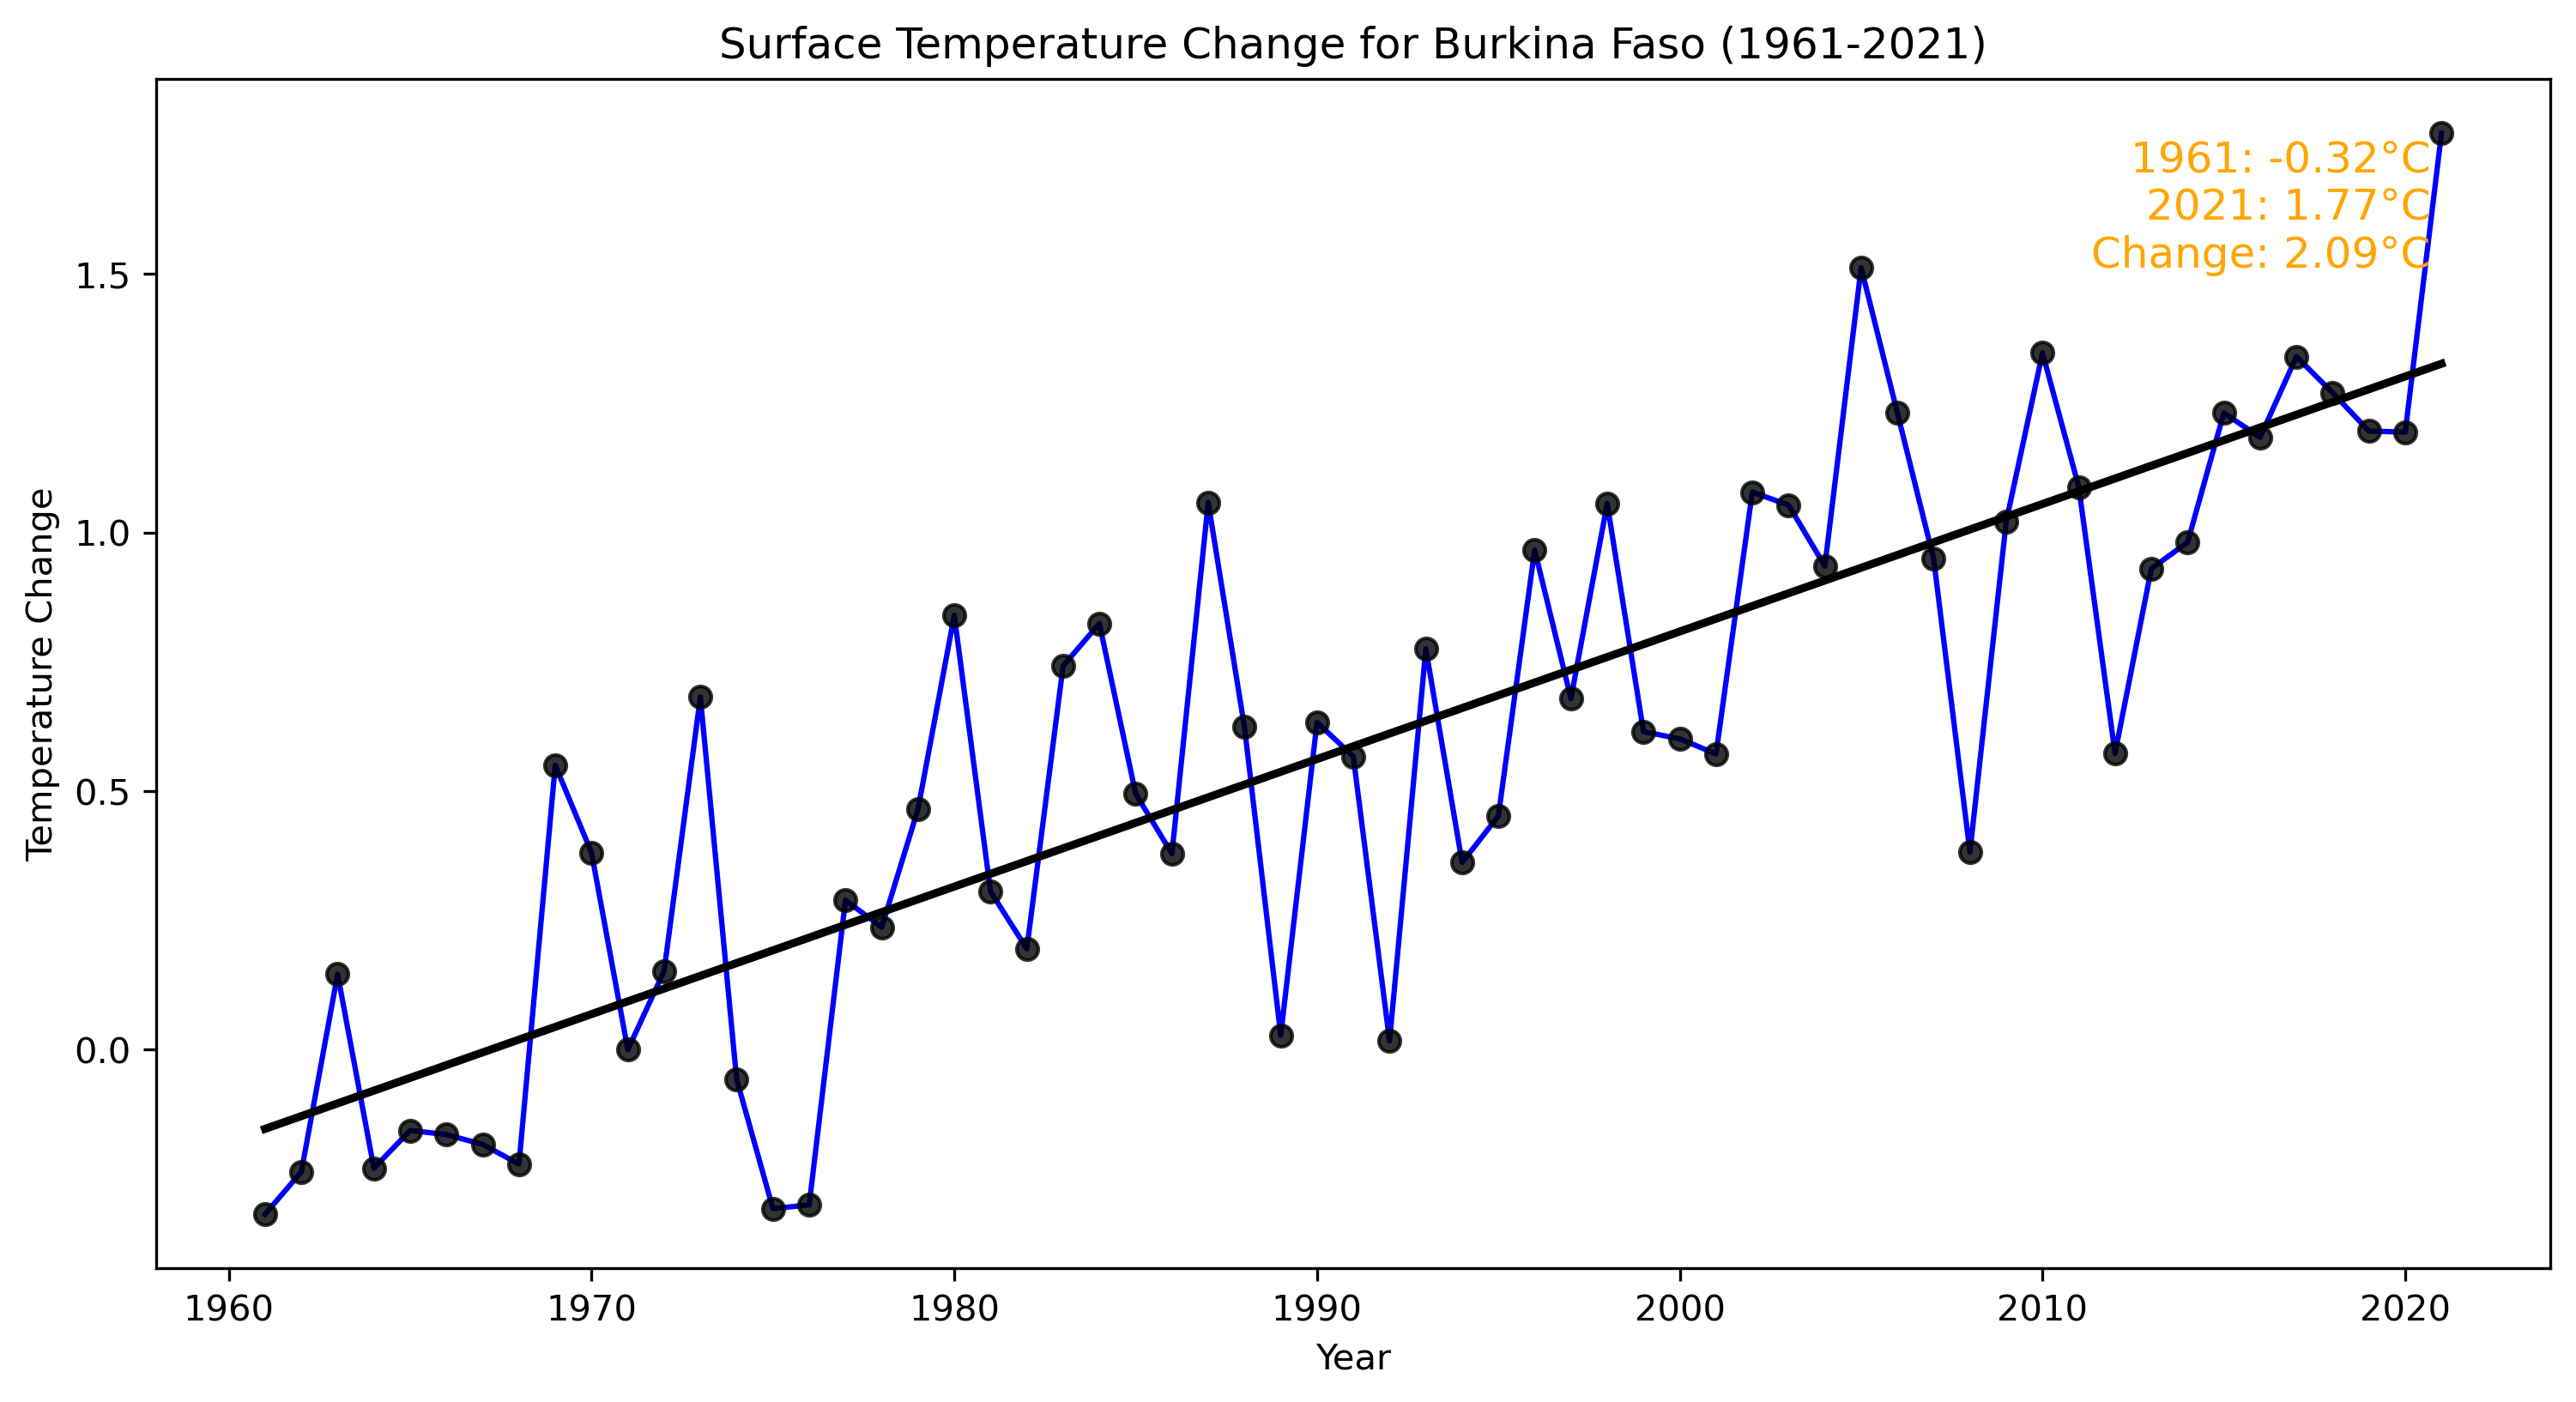 Surface Temperature Change for Burkina Faso (1961-2021)
1961: -0.32°C
2021: 1.77°C
Change: 2.09°C
Temperature Change
1.5
1.0
0.5
0.0
1960 1970 1980 1990 2000 2010 2020
Year